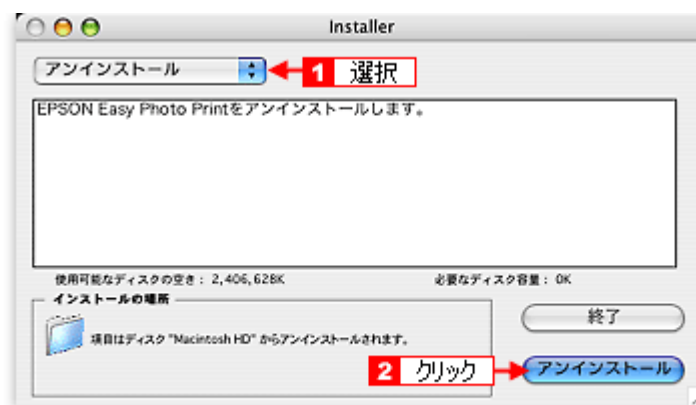 Installer
アンインストール
1 選択
EPSON Easy Photo Printをアンインストールします。
使用可能なディスクの空き： 2,406,628K 必要なディスク容量： 0K
インストールの場所
項目はディスク "Macintosh HD" からアンインストールされます。
終了
2 クリック
アンインストール